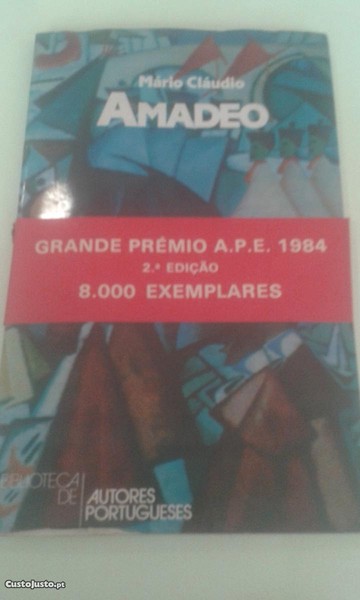 Mário Cláudio
AMADEO
GRANDE PRÉMIO A.P.E. 1984
2.ª EDIÇÃO
8.000 EXEMPLARES
BIBLIOTECA
DE
AUTORES
PORTUGUESES
CustoJusto.pt